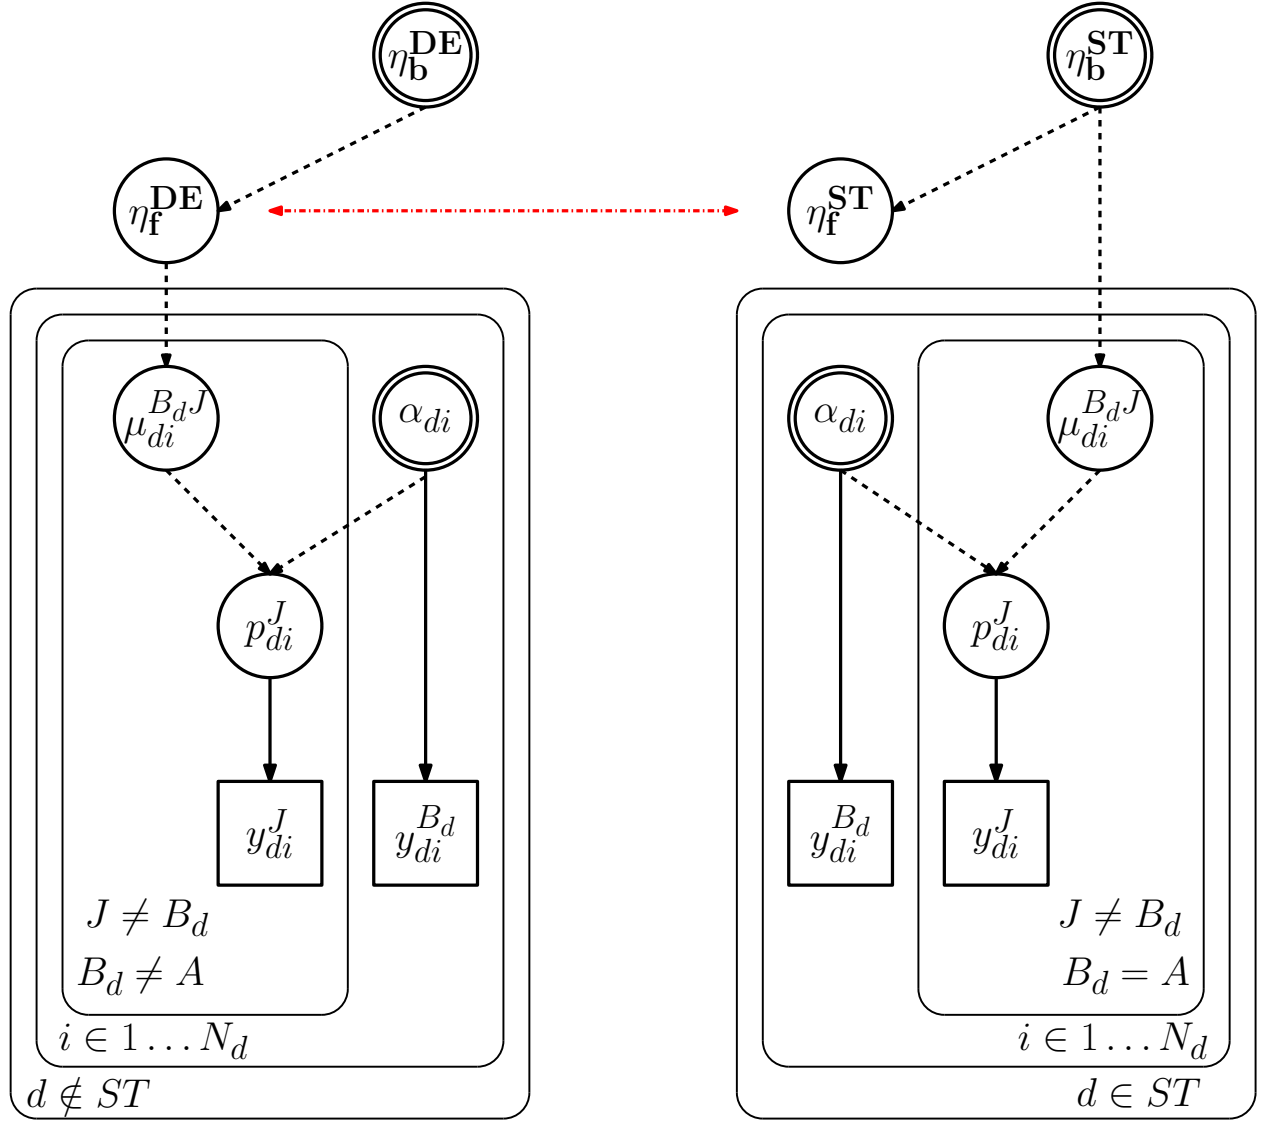 η_b^DE η_b^ST
η_f^DE η_f^ST
μ_di^{B_d J} α_di α_di μ_di^{B_d J}
p_di^J p_di^J
y_di^J y_di^{B_d} y_di^{B_d} y_di^J
J ≠ B_d J ≠ B_d
B_d ≠ A B_d = A
i ∈ 1 … N_d i ∈ 1 … N_d
d ∉ ST d ∈ ST